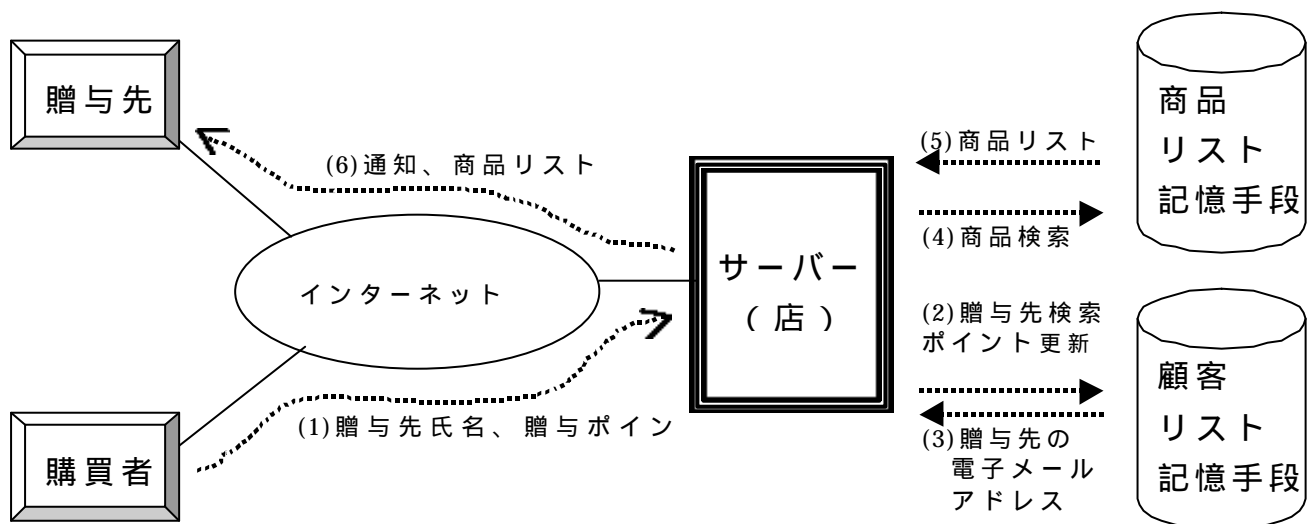 贈与先
(6)通知、商品リスト
インターネット
(1)贈与先氏名、贈与ポイン
購買者
サーバー
(店)
(5)商品リスト
(4)商品検索
(2)贈与先検索
ポイント更新
(3)贈与先の
電子メール
アドレス
商品
リスト
記憶手段
顧客
リスト
記憶手段